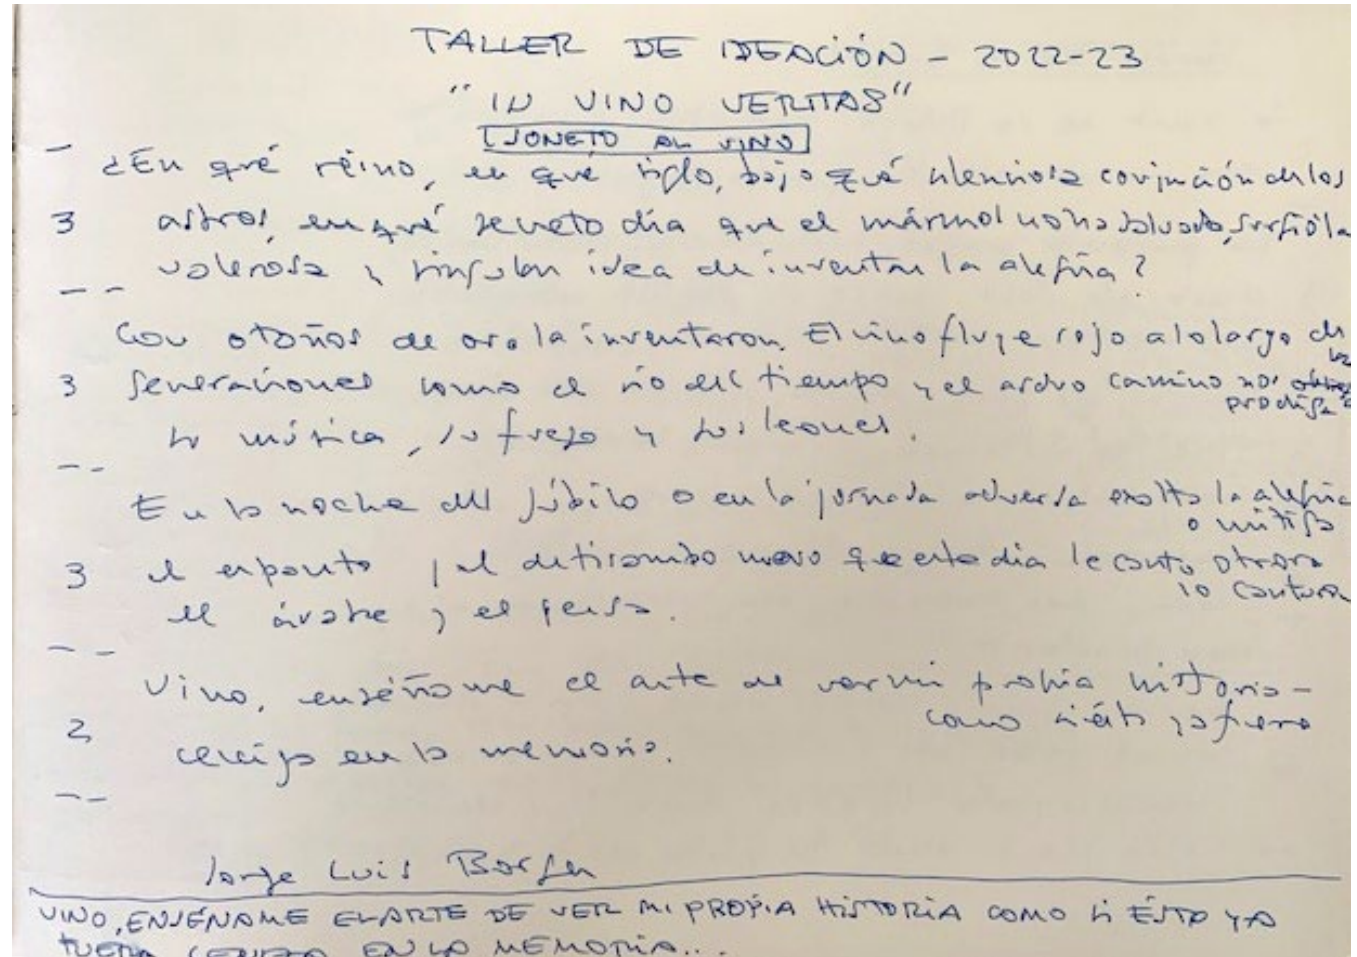 TALLER DE IDEACIÓN - 2022-23
"IN VINO VERITAS"
SONETO AL VINO
¿En qué reino, en qué siglo, bajo qué silenciosa conjunción de los
3 astros, en qué secreto día que el mármol no ha salvado, surgió la
valerosa y singular idea de inventar la alegría?
Con otoños de oro la inventaron. El vino fluye rojo a lo largo de las
3 generaciones como el río del tiempo y en el arduo camino nos
prodiga
su música, su fuego y sus leones.
En la noche del júbilo o en la jornada adversa exalta la alegría
o mitiga
3 el espanto y el ditirambo nuevo que este día le canto otrora
lo cantaron
el árabe y el persa.
Vino, enséñame el arte de ver mi propia historia -
como si ésta ya fuera
2 ceniza en la memoria.
Jorge Luis Borges
VINO, ENSÉÑAME EL ARTE DE VER MI PROPIA HISTORIA COMO SI ÉSTA YA
FUERA CENIZA EN LA MEMORIA...